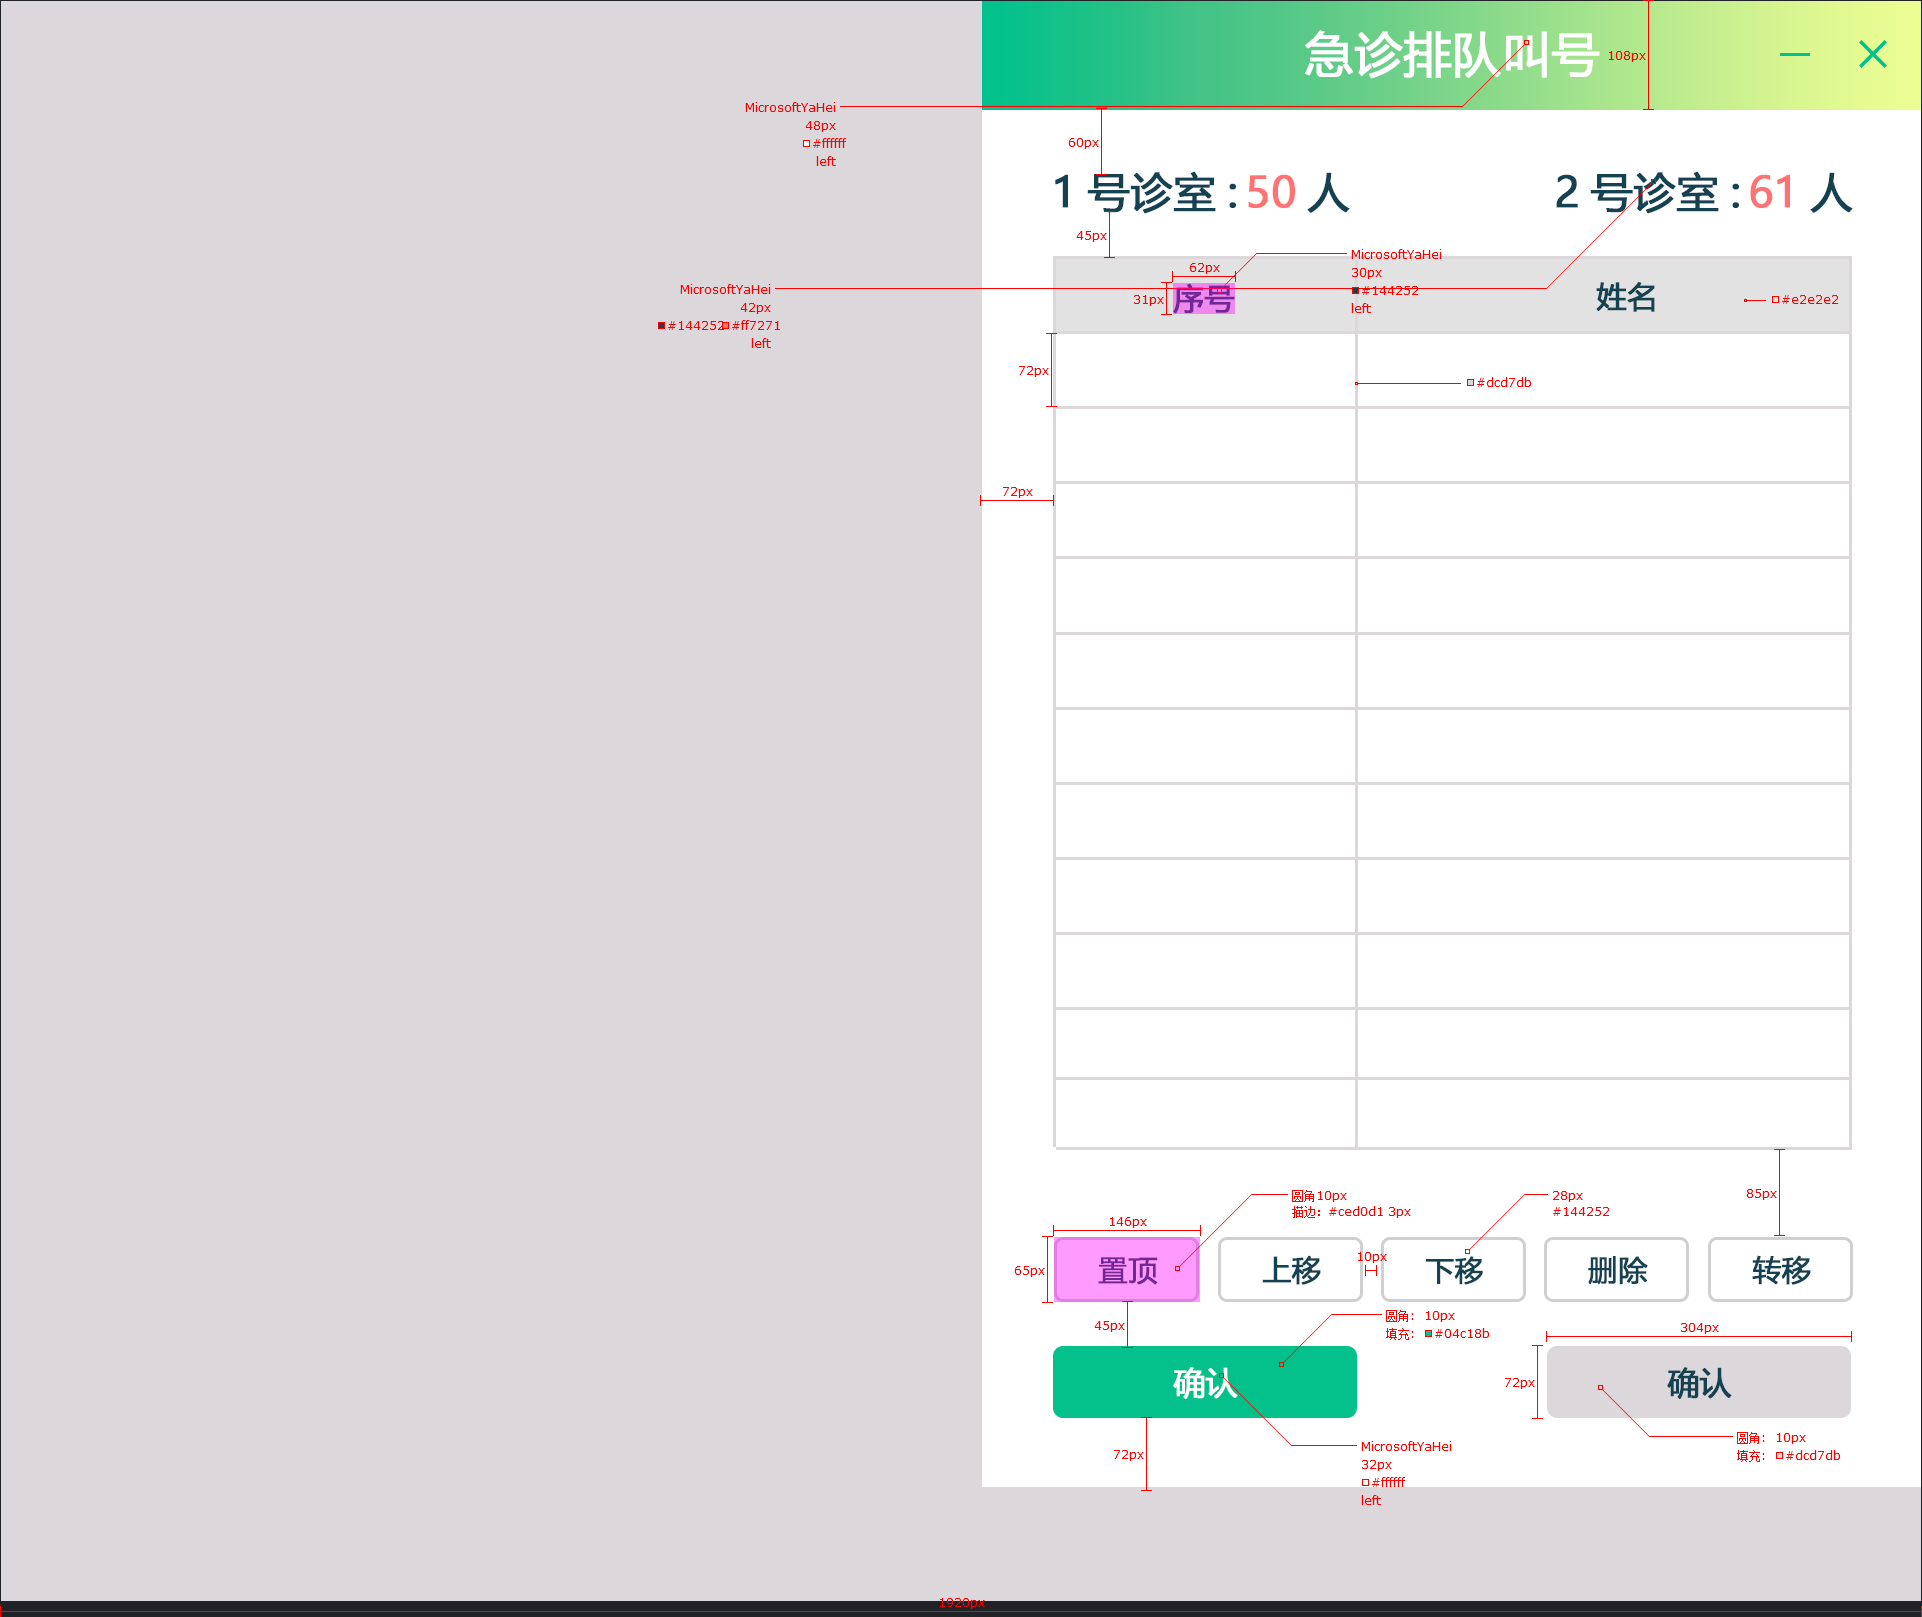 急诊排队叫号
108px
MicrosoftYaHei
48px
#ffffff
left
60px
1 号诊室 : 50 人
2 号诊室 : 61 人
45px
MicrosoftYaHei
30px
#144252
left
62px
31px
序号
姓名
#e2e2e2
MicrosoftYaHei
42px
#144252 #ff7271
left
72px
#dcd7db
72px
85px
圆角10px
描边：#ced0d1 3px
28px
#144252
146px
65px
置顶
上移
10px
下移
删除
转移
45px
圆角： 10px
填充： #04c18b
304px
确认
72px
确认
72px
MicrosoftYaHei
32px
#ffffff
left
圆角： 10px
填充： #dcd7db
1920px